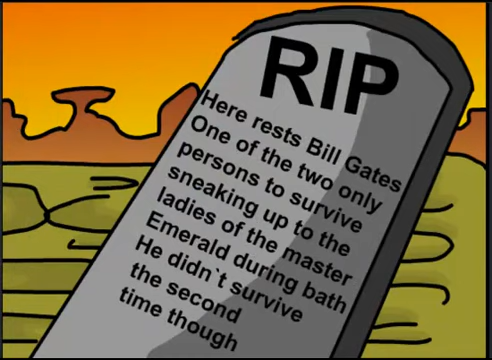 RIP
Here rests Bill Gates
One of the two only
persons to survive
sneaking up to the
ladies of the master
Emerald during bath
He didn`t survive
the second
time though